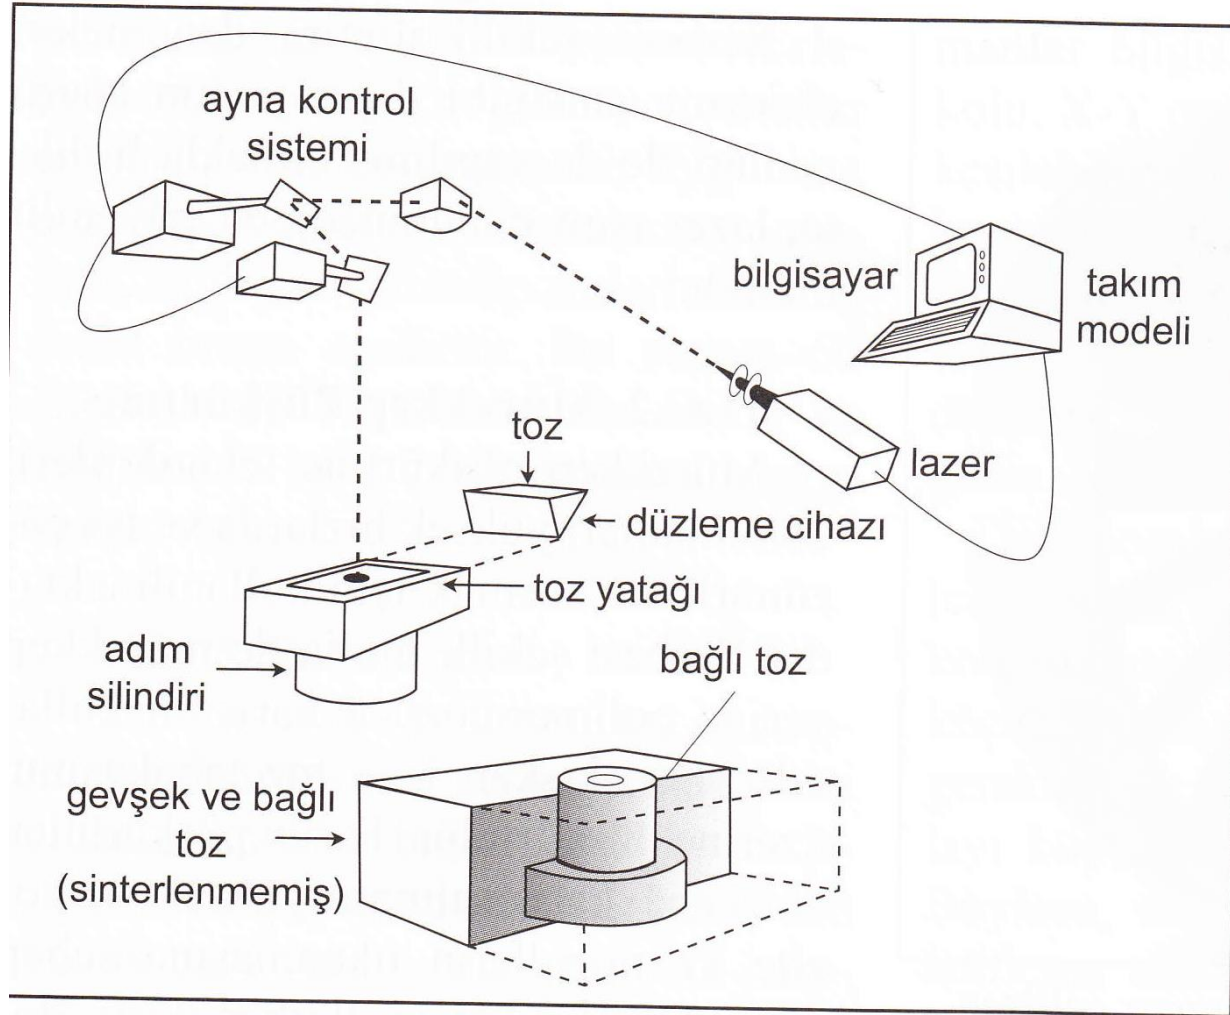 ayna kontrol
sistemi
bilgisayar
takım
modeli
toz
lazer
düzleme cihazı
toz yatağı
adım
silindiri
bağlı toz
gevşek ve bağlı
toz
(sinterlenmemiş)